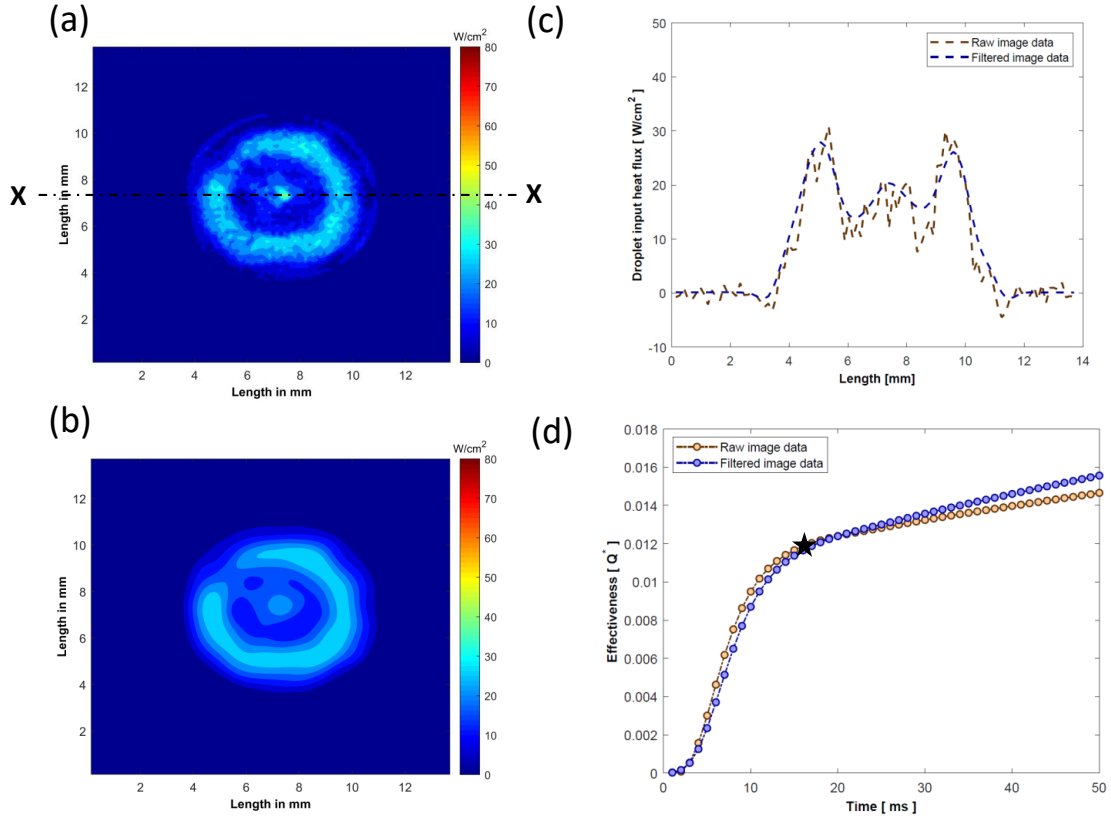 (a)
W/cm²
80
70
60
50
40
30
20
10
0
12
10
8
6
4
2
Length in mm
2 4 6 8 10 12
Length in mm
X
X
(b)
W/cm²
80
70
60
50
40
30
20
10
0
12
10
8
6
4
2
Length in mm
2 4 6 8 10 12
Length in mm
(c)
50
40
30
20
10
0
-10
Droplet input heat flux [ W/cm²]
Raw image data
Filtered image data
0 2 4 6 8 10 12 14
Length [mm]
(d)
0.018
0.016
0.014
0.012
0.01
0.008
0.006
0.004
0.002
0
Effectiveness [ Q* ]
Raw image data
Filtered image data
0 10 20 30 40 50
Time [ ms ]